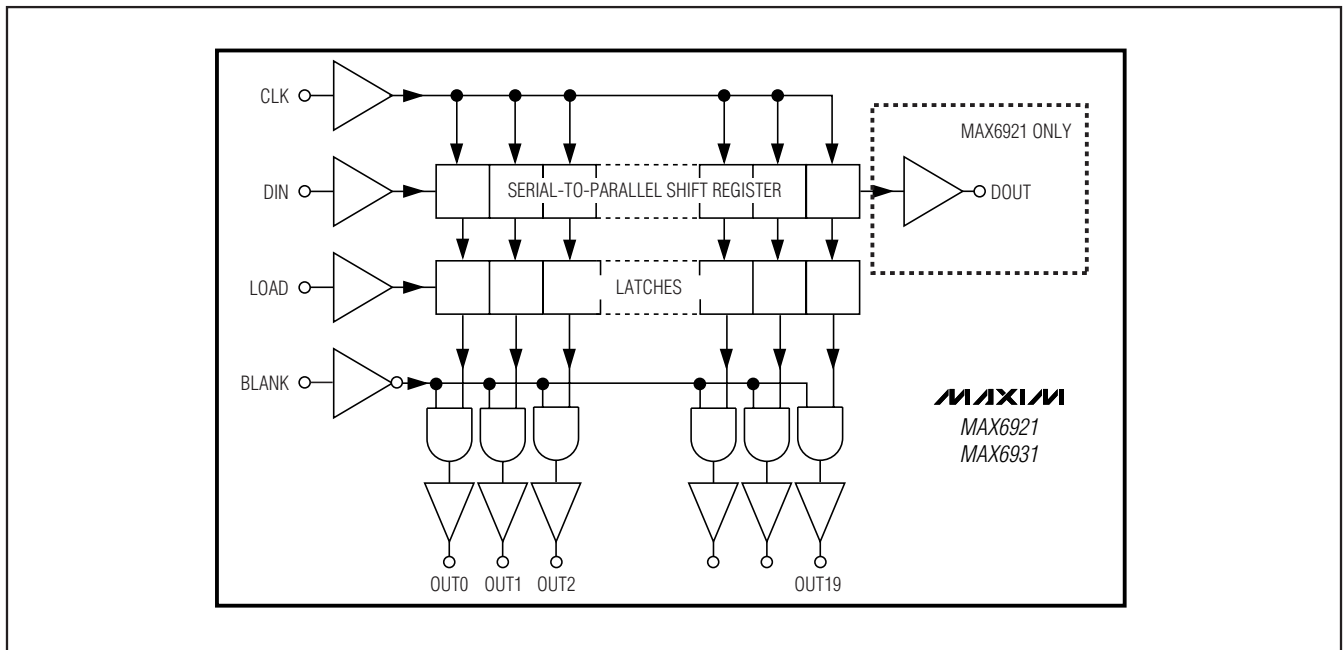 CLK
MAX6921 ONLY
DIN
SERIAL-TO-PARALLEL SHIFT REGISTER
DOUT
LOAD
LATCHES
BLANK
MAXIM
MAX6921
MAX6931
OUT0 OUT1 OUT2 OUT19